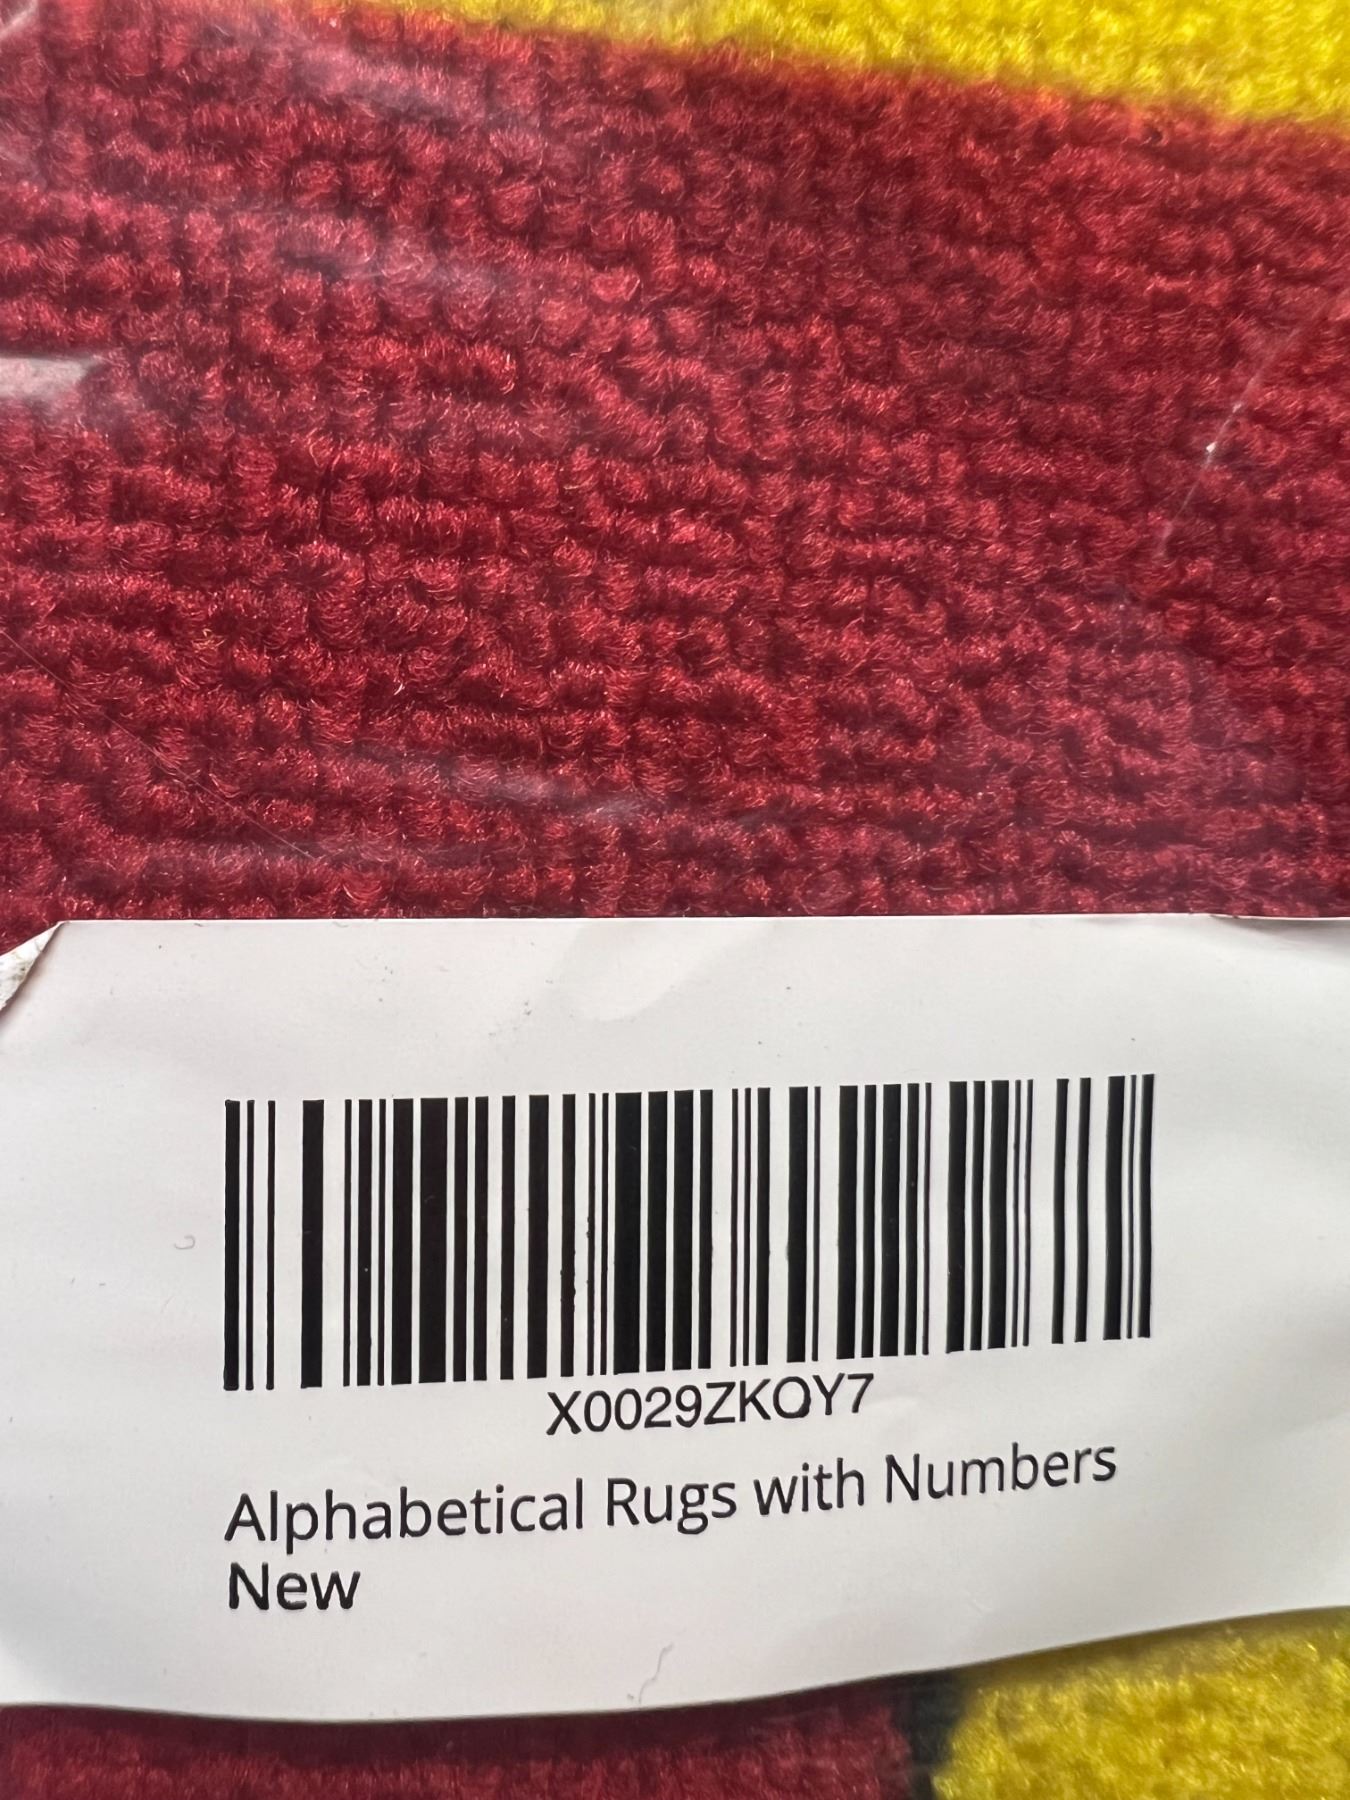 X0029ZKQY7
Alphabetical Rugs with Numbers
New